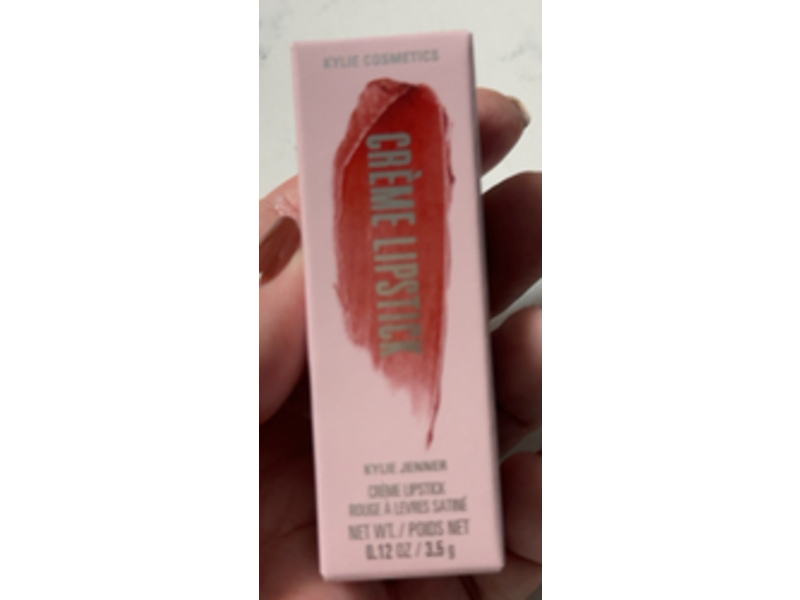 KYLIE COSMETICS
CRÈME LIPSTICK
KYLIE JENNER
CRÈME LIPSTICK
ROUGE À LEVRES SATINÉ
NET WT. / POIDS NET
0.12 OZ / 3.5 g